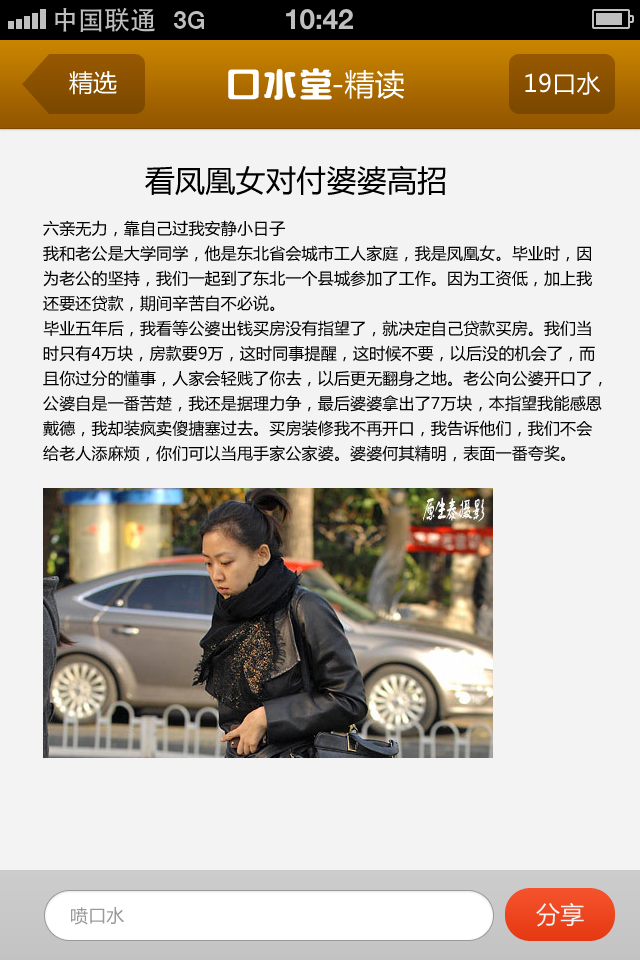 中国联通 3G 10:42
精选
口水堂-精读
19口水
看凤凰女对付婆婆高招
六亲无力，靠自己过我安静小日子
我和老公是大学同学，他是东北省会城市工人家庭，我是凤凰女。毕业时，因
为老公的坚持，我们一起到了东北一个县城参加了工作。因为工资低，加上我
还要还贷款，期间辛苦自不必说。
毕业五年后，我看等公婆出钱买房没有指望了，就决定自己贷款买房。我们当
时只有4万块，房款要9万，这时同事提醒，这时候不要，以后没的机会了，而
且你过分的懂事，人家会轻贱了你去，以后更无翻身之地。老公向公婆开口了，
公婆自是一番苦楚，我还是据理力争，最后婆婆拿出了7万块，本指望我能感恩
戴德，我却装疯卖傻搪塞过去。买房装修我不再开口，我告诉他们，我们不会
给老人添麻烦，你们可以当甩手家公家婆。婆婆何其精明，表面一番夸奖。
原生泰摄影
喷口水
分享